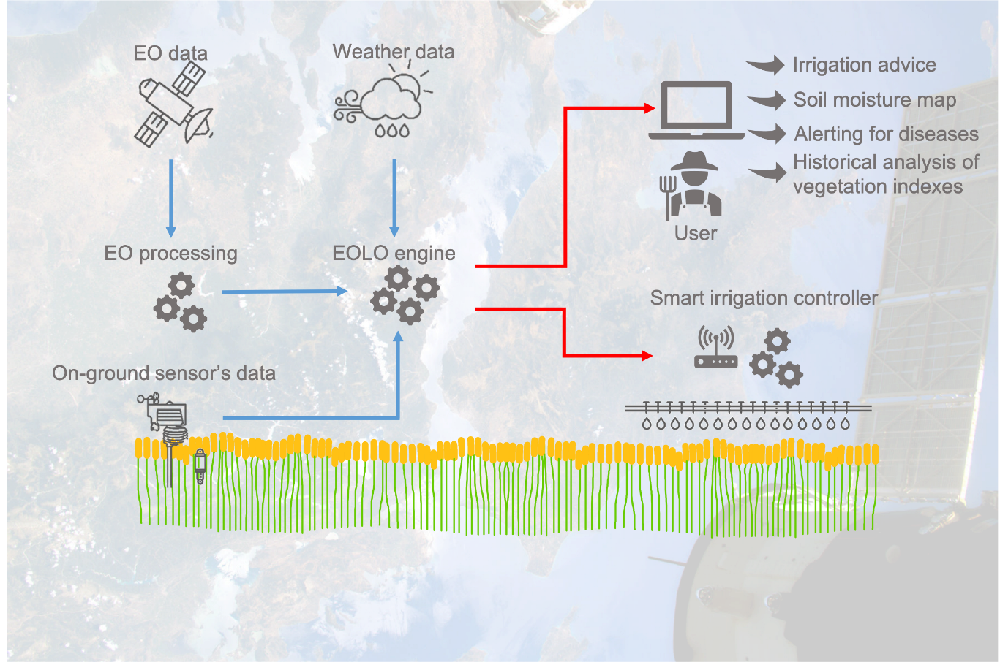 EO data
Weather data
Irrigation advice
Soil moisture map
Alerting for diseases
Historical analysis of
vegetation indexes
User
EO processing
EOLO engine
Smart irrigation controller
On-ground sensor’s data